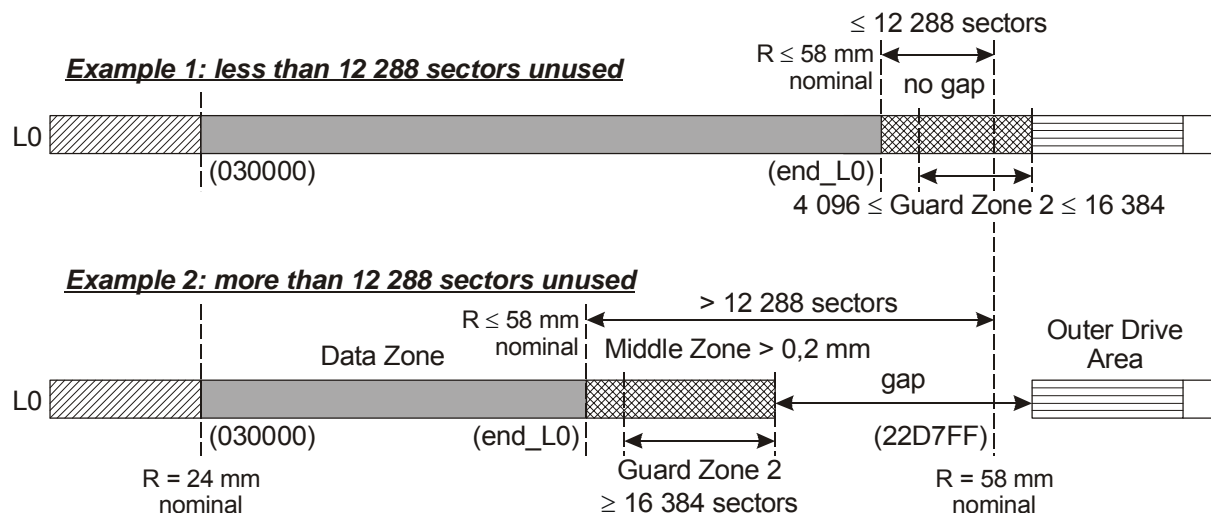 ≤ 12 288 sectors
Example 1: less than 12 288 sectors unused
R ≤ 58 mm
nominal
no gap
L0
(030000)
(end_L0)
4 096 ≤ Guard Zone 2 ≤ 16 384
Example 2: more than 12 288 sectors unused
> 12 288 sectors
R ≤ 58 mm
nominal
Data Zone
Middle Zone > 0,2 mm
Outer Drive
Area
gap
L0
(030000)
(end_L0)
(22D7FF)
R = 24 mm
nominal
Guard Zone 2
≥ 16 384 sectors
R = 58 mm
nominal